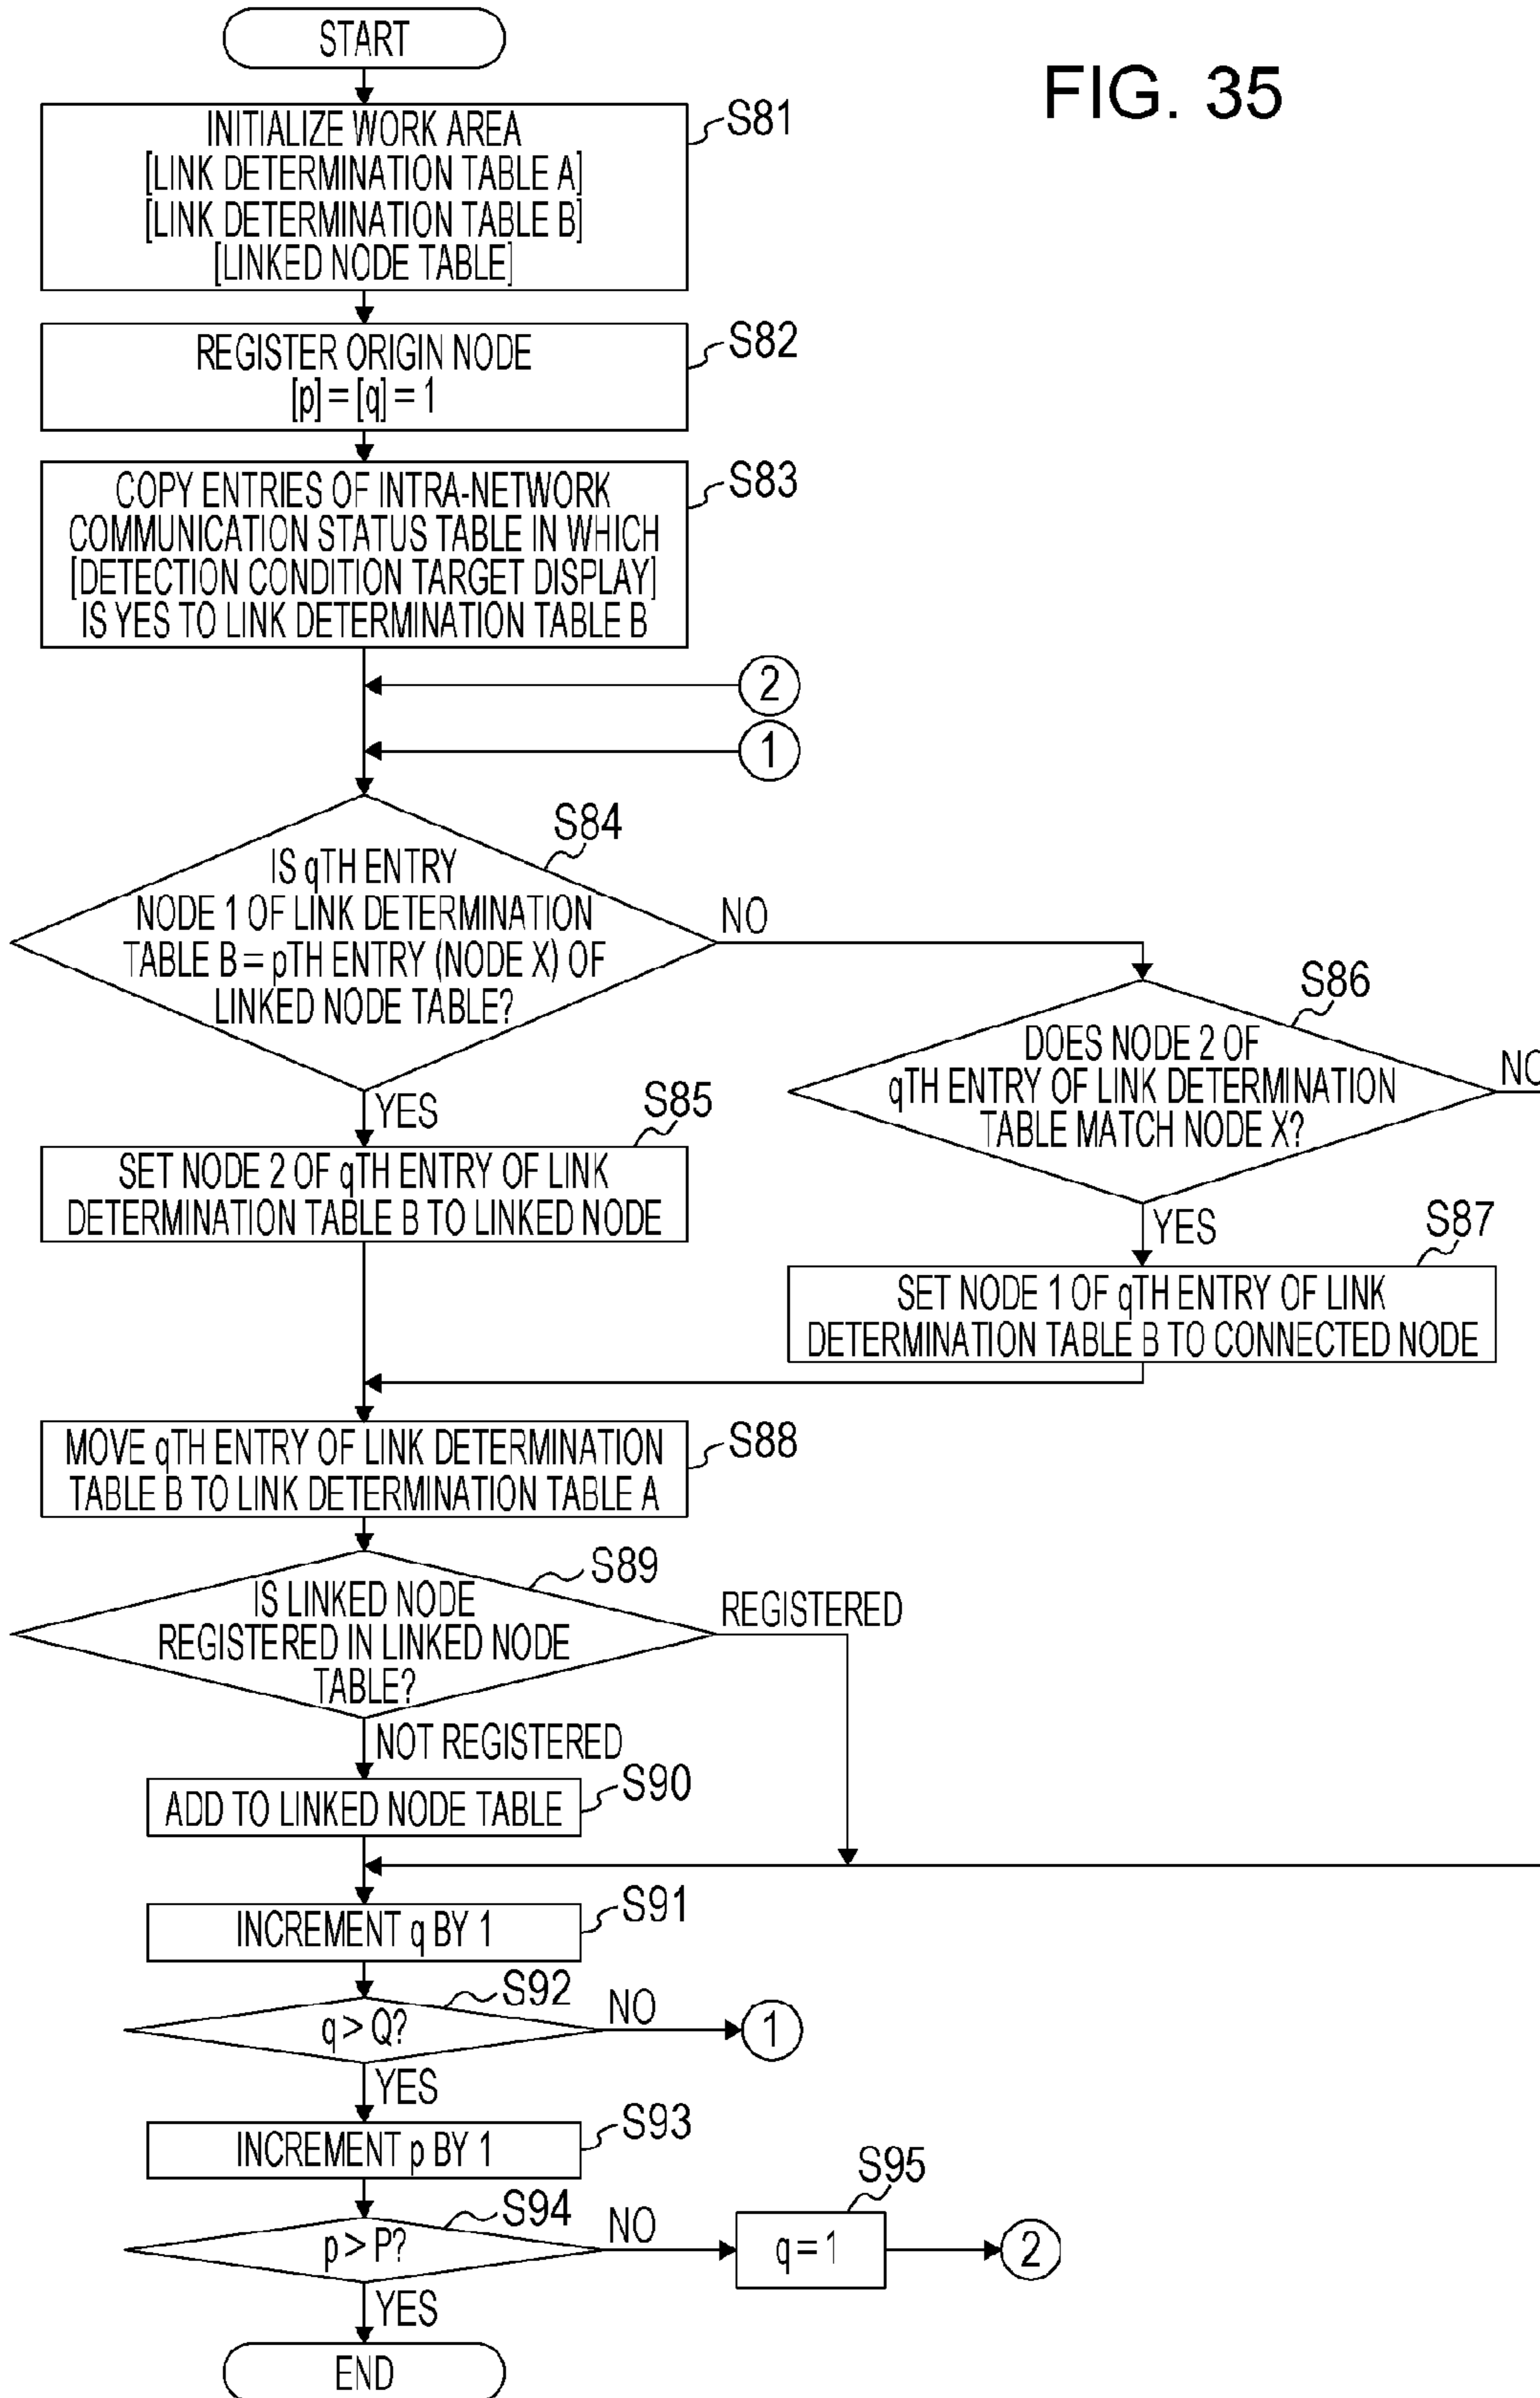 START
FIG. 35
INITIALIZE WORK AREA
[LINK DETERMINATION TABLE A]
[LINK DETERMINATION TABLE B]
[LINKED NODE TABLE]
S81
REGISTER ORIGIN NODE
[p] = [q] = 1
S82
COPY ENTRIES OF INTRA-NETWORK
COMMUNICATION STATUS TABLE IN WHICH
[DETECTION CONDITION TARGET DISPLAY]
IS YES TO LINK DETERMINATION TABLE B
S83
2
1
S84
IS qTH ENTRY
NODE 1 OF LINK DETERMINATION
TABLE B = pTH ENTRY (NODE X) OF
LINKED NODE TABLE?
NO
YES
S86
DOES NODE 2 OF
qTH ENTRY OF LINK DETERMINATION
TABLE MATCH NODE X?
NO
YES
S85
SET NODE 2 OF qTH ENTRY OF LINK
DETERMINATION TABLE B TO LINKED NODE
S87
SET NODE 1 OF qTH ENTRY OF LINK
DETERMINATION TABLE B TO CONNECTED NODE
MOVE qTH ENTRY OF LINK DETERMINATION
TABLE B TO LINK DETERMINATION TABLE A
S88
S89
IS LINKED NODE
REGISTERED IN LINKED NODE
TABLE?
REGISTERED
NOT REGISTERED
ADD TO LINKED NODE TABLE
S90
INCREMENT q BY 1
S91
S92
q > Q?
NO
1
YES
INCREMENT p BY 1
S93
S94
p > P?
NO
S95
q = 1
2
YES
END